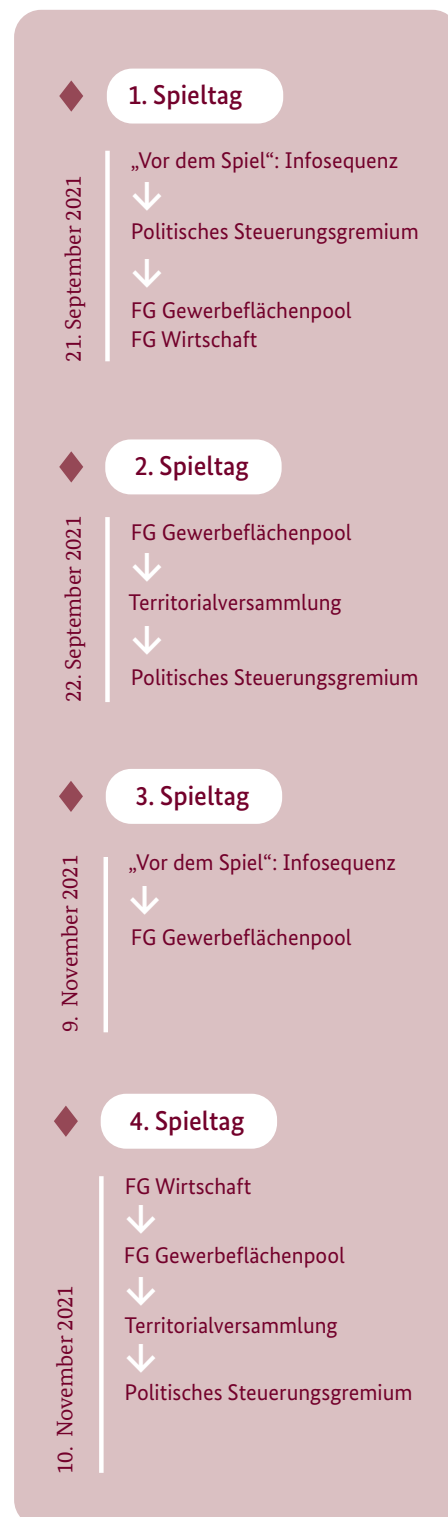 1. Spieltag
21. September 2021
„Vor dem Spiel“: Infosequenz
Politisches Steuerungsgremium
FG Gewerbeflächenpool
FG Wirtschaft
2. Spieltag
22. September 2021
FG Gewerbeflächenpool
Territorialversammlung
Politisches Steuerungsgremium
3. Spieltag
9. November 2021
„Vor dem Spiel“: Infosequenz
FG Gewerbeflächenpool
4. Spieltag
10. November 2021
FG Wirtschaft
FG Gewerbeflächenpool
Territorialversammlung
Politisches Steuerungsgremium